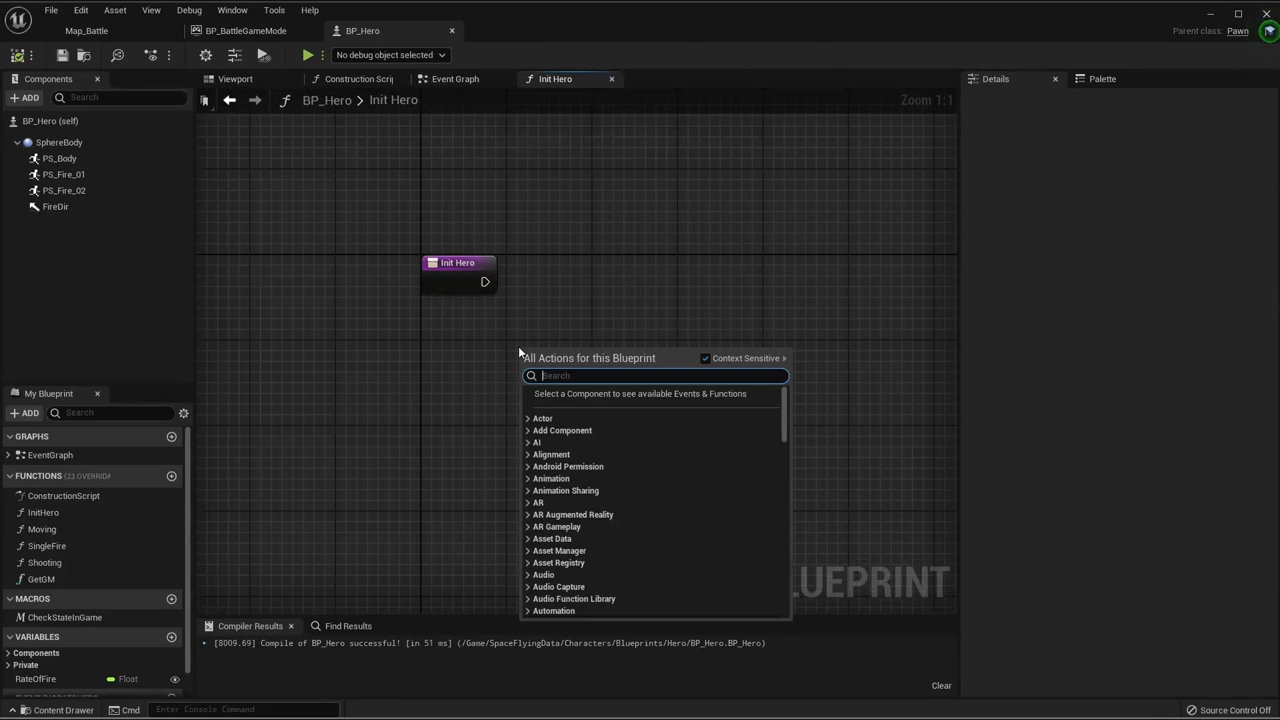 File Edit Asset View Debug Window Tools Help
Map_Battle BP_BattleGameMode BP_Hero Parent class: Pawn
No debug object selected
Components Viewport Construction Scrip Event Graph Init Hero Details Palette
+ ADD Search BP_Hero > Init Hero Zoom 1:1
BP_Hero (self)
SphereBody
PS_Body
PS_Fire_01
PS_Fire_02
FireDir
Init Hero
All Actions for this Blueprint Context Sensitive
Search
Select a Component to see available Events & Functions
Actor
Add Component
AI
Alignment
Android Permission
Animation
Animation Sharing
AR
AR Augmented Reality
AR Gameplay
Asset Data
Asset Manager
Asset Registry
Audio
Audio Capture
Audio Function Library
Automation
My Blueprint
+ ADD Search
GRAPHS
EventGraph
FUNCTIONS (23 OVERRID
ConstructionScript
InitHero
Moving
SingleFire
Shooting
GetGM
MACROS
CheckStateInGame
VARIABLES
Components
Private
RateOfFire Float
LUEPRINT
Compiler Results Find Results
[8009.69] Compile of BP_Hero successful! [in 51 ms] (/Game/SpaceFlyingData/Characters/Blueprints/Hero/BP_Hero.BP_Hero)
Clear
Content Drawer Cmd Enter Console Command Source Control Off